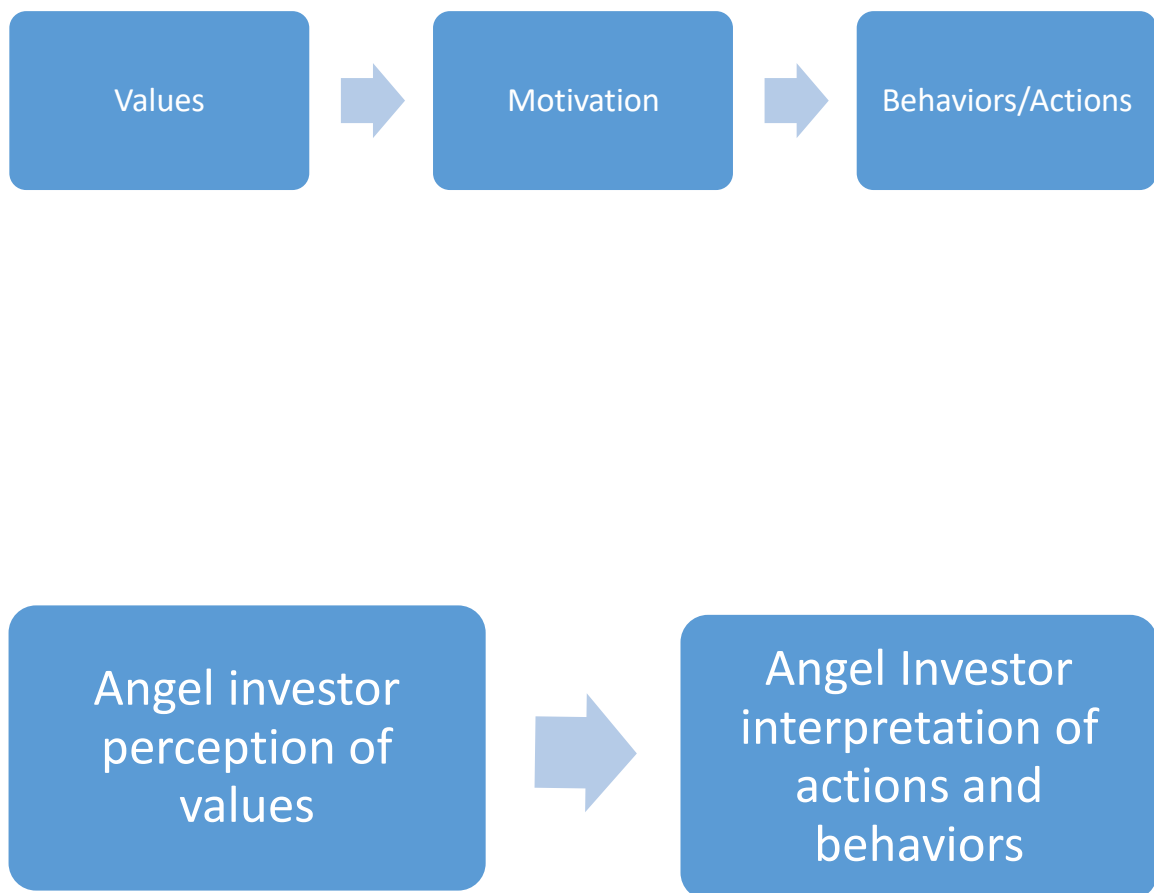 Values
Motivation
Behaviors/Actions
Angel investor
perception of
values
Angel Investor
interpretation of
actions and
behaviors